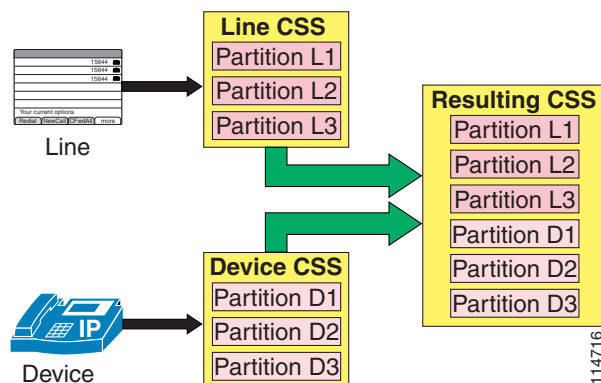 15644
15644
15644
Your current options
Redial NewCall CFwdAll more
Line
Line CSS
Partition L1
Partition L2
Partition L3
Resulting CSS
Partition L1
Partition L2
Partition L3
Partition D1
Partition D2
Partition D3
IP
Device
Device CSS
Partition D1
Partition D2
Partition D3
114716